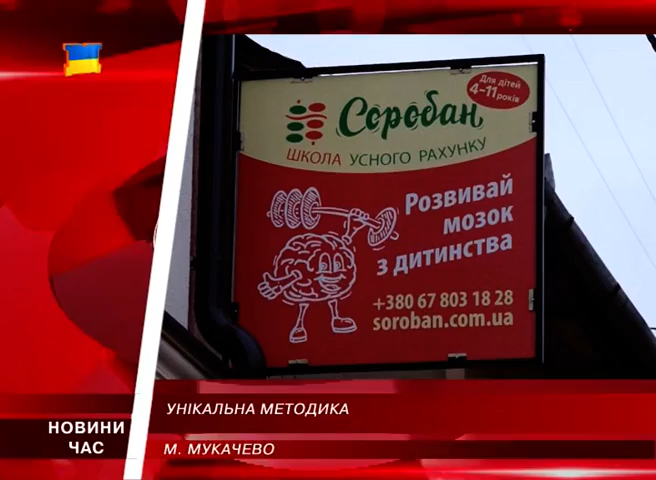 Для дітей
4-11 років
Соробан
ШКОЛА УСНОГО РАХУНКУ
Розвивай
мозок
з дитинства
+380 67 803 18 28
soroban.com.ua
УНІКАЛЬНА МЕТОДИКА
НОВИНИ
ЧАС
М. МУКАЧЕВО